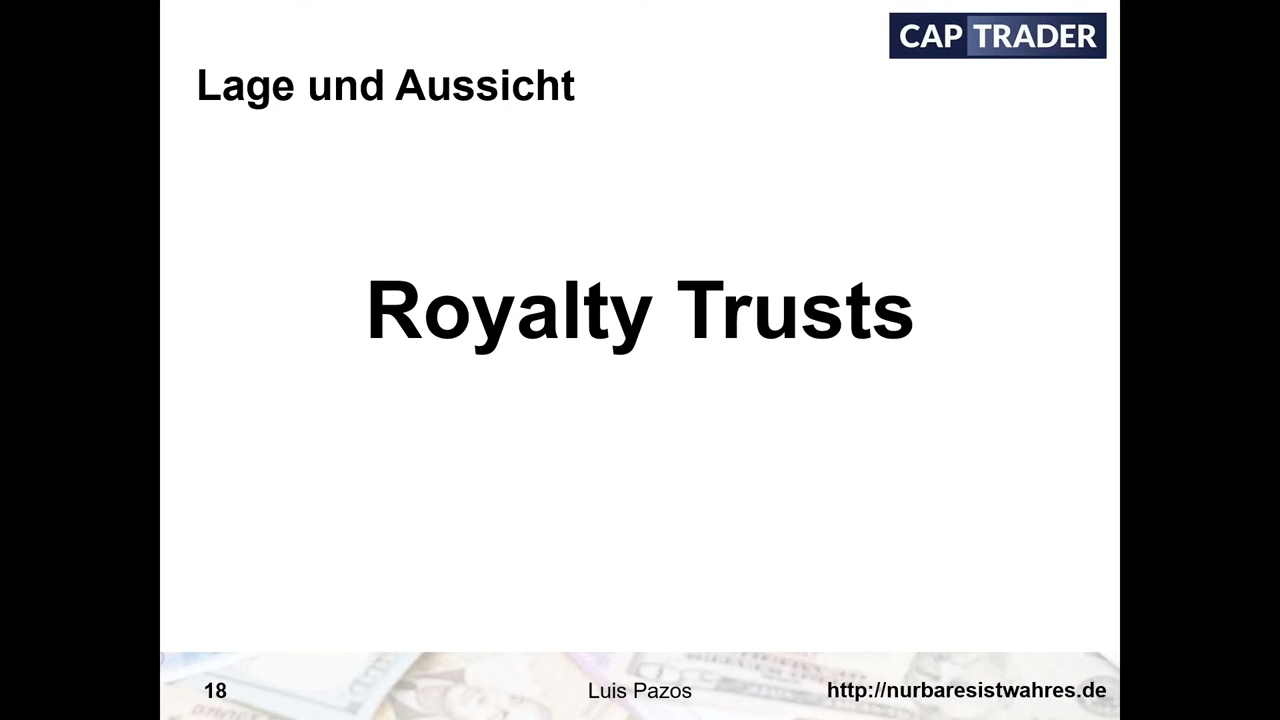 CAP TRADER
Lage und Aussicht
Royalty Trusts
18
Luis Pazos
http://nurbaresistwahres.de